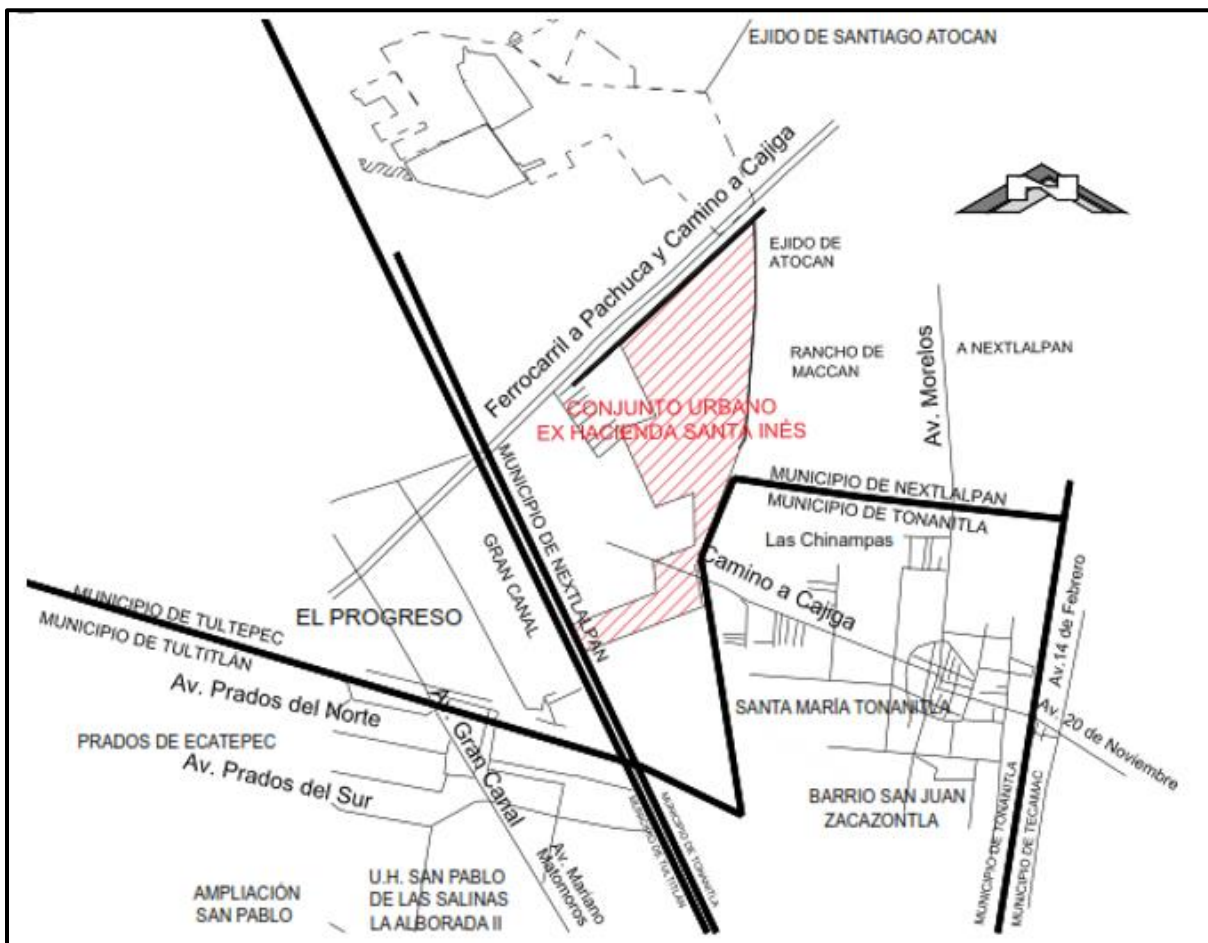 EJIDO DE SANTIAGO ATOCAN
Ferrocarril a Pachuca y Camino a Cajiga
EJIDO DE
ATOCAN
RANCHO DE
MACCAN
A NEXTLALPAN
Av. Morelos
CONJUNTO URBANO
EX HACIENDA SANTA INÉS
MUNICIPIO DE NEXTLALPAN
MUNICIPIO DE NEXTLALPAN
MUNICIPIO DE TONANITLA
Las Chinampas
GRAN CANAL
Camino a Cajiga
EL PROGRESO
MUNICIPIO DE TULTEPEC
MUNICIPIO DE TULTITLÁN
Av. 14 de Febrero
Av. Prados del Norte
SANTA MARÍA TONANITLA
Av. 20 de Noviembre
PRADOS DE ECATEPEC
Av. Prados del Sur
Av. Gran Canal
BARRIO SAN JUAN
ZACAZONTLA
MUNICIPIO DE TONANITLA
MUNICIPIO DE TULTITLÁN
MUNICIPIO DE TONANITLA
MUNICIPIO DE TECAMAC
Av. Mariano
Matomoros
AMPLIACIÓN
SAN PABLO
U.H. SAN PABLO
DE LAS SALINAS
LA ALBORADA II